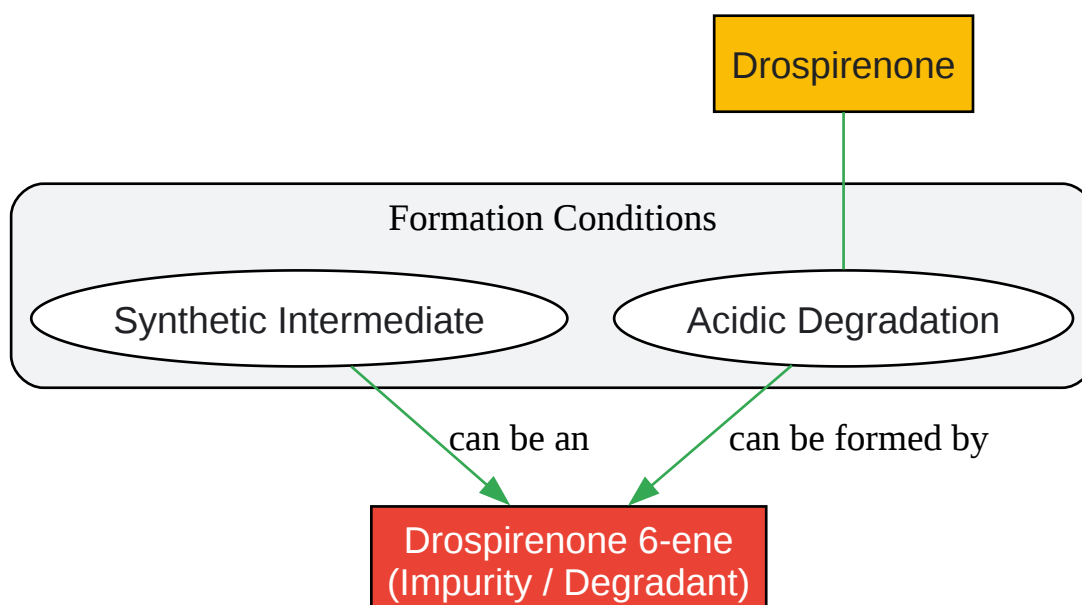 Drospirenone
Formation Conditions
Synthetic Intermediate
Acidic Degradation
can be an
can be formed by
Drospirenone 6-ene
(Impurity / Degradant)